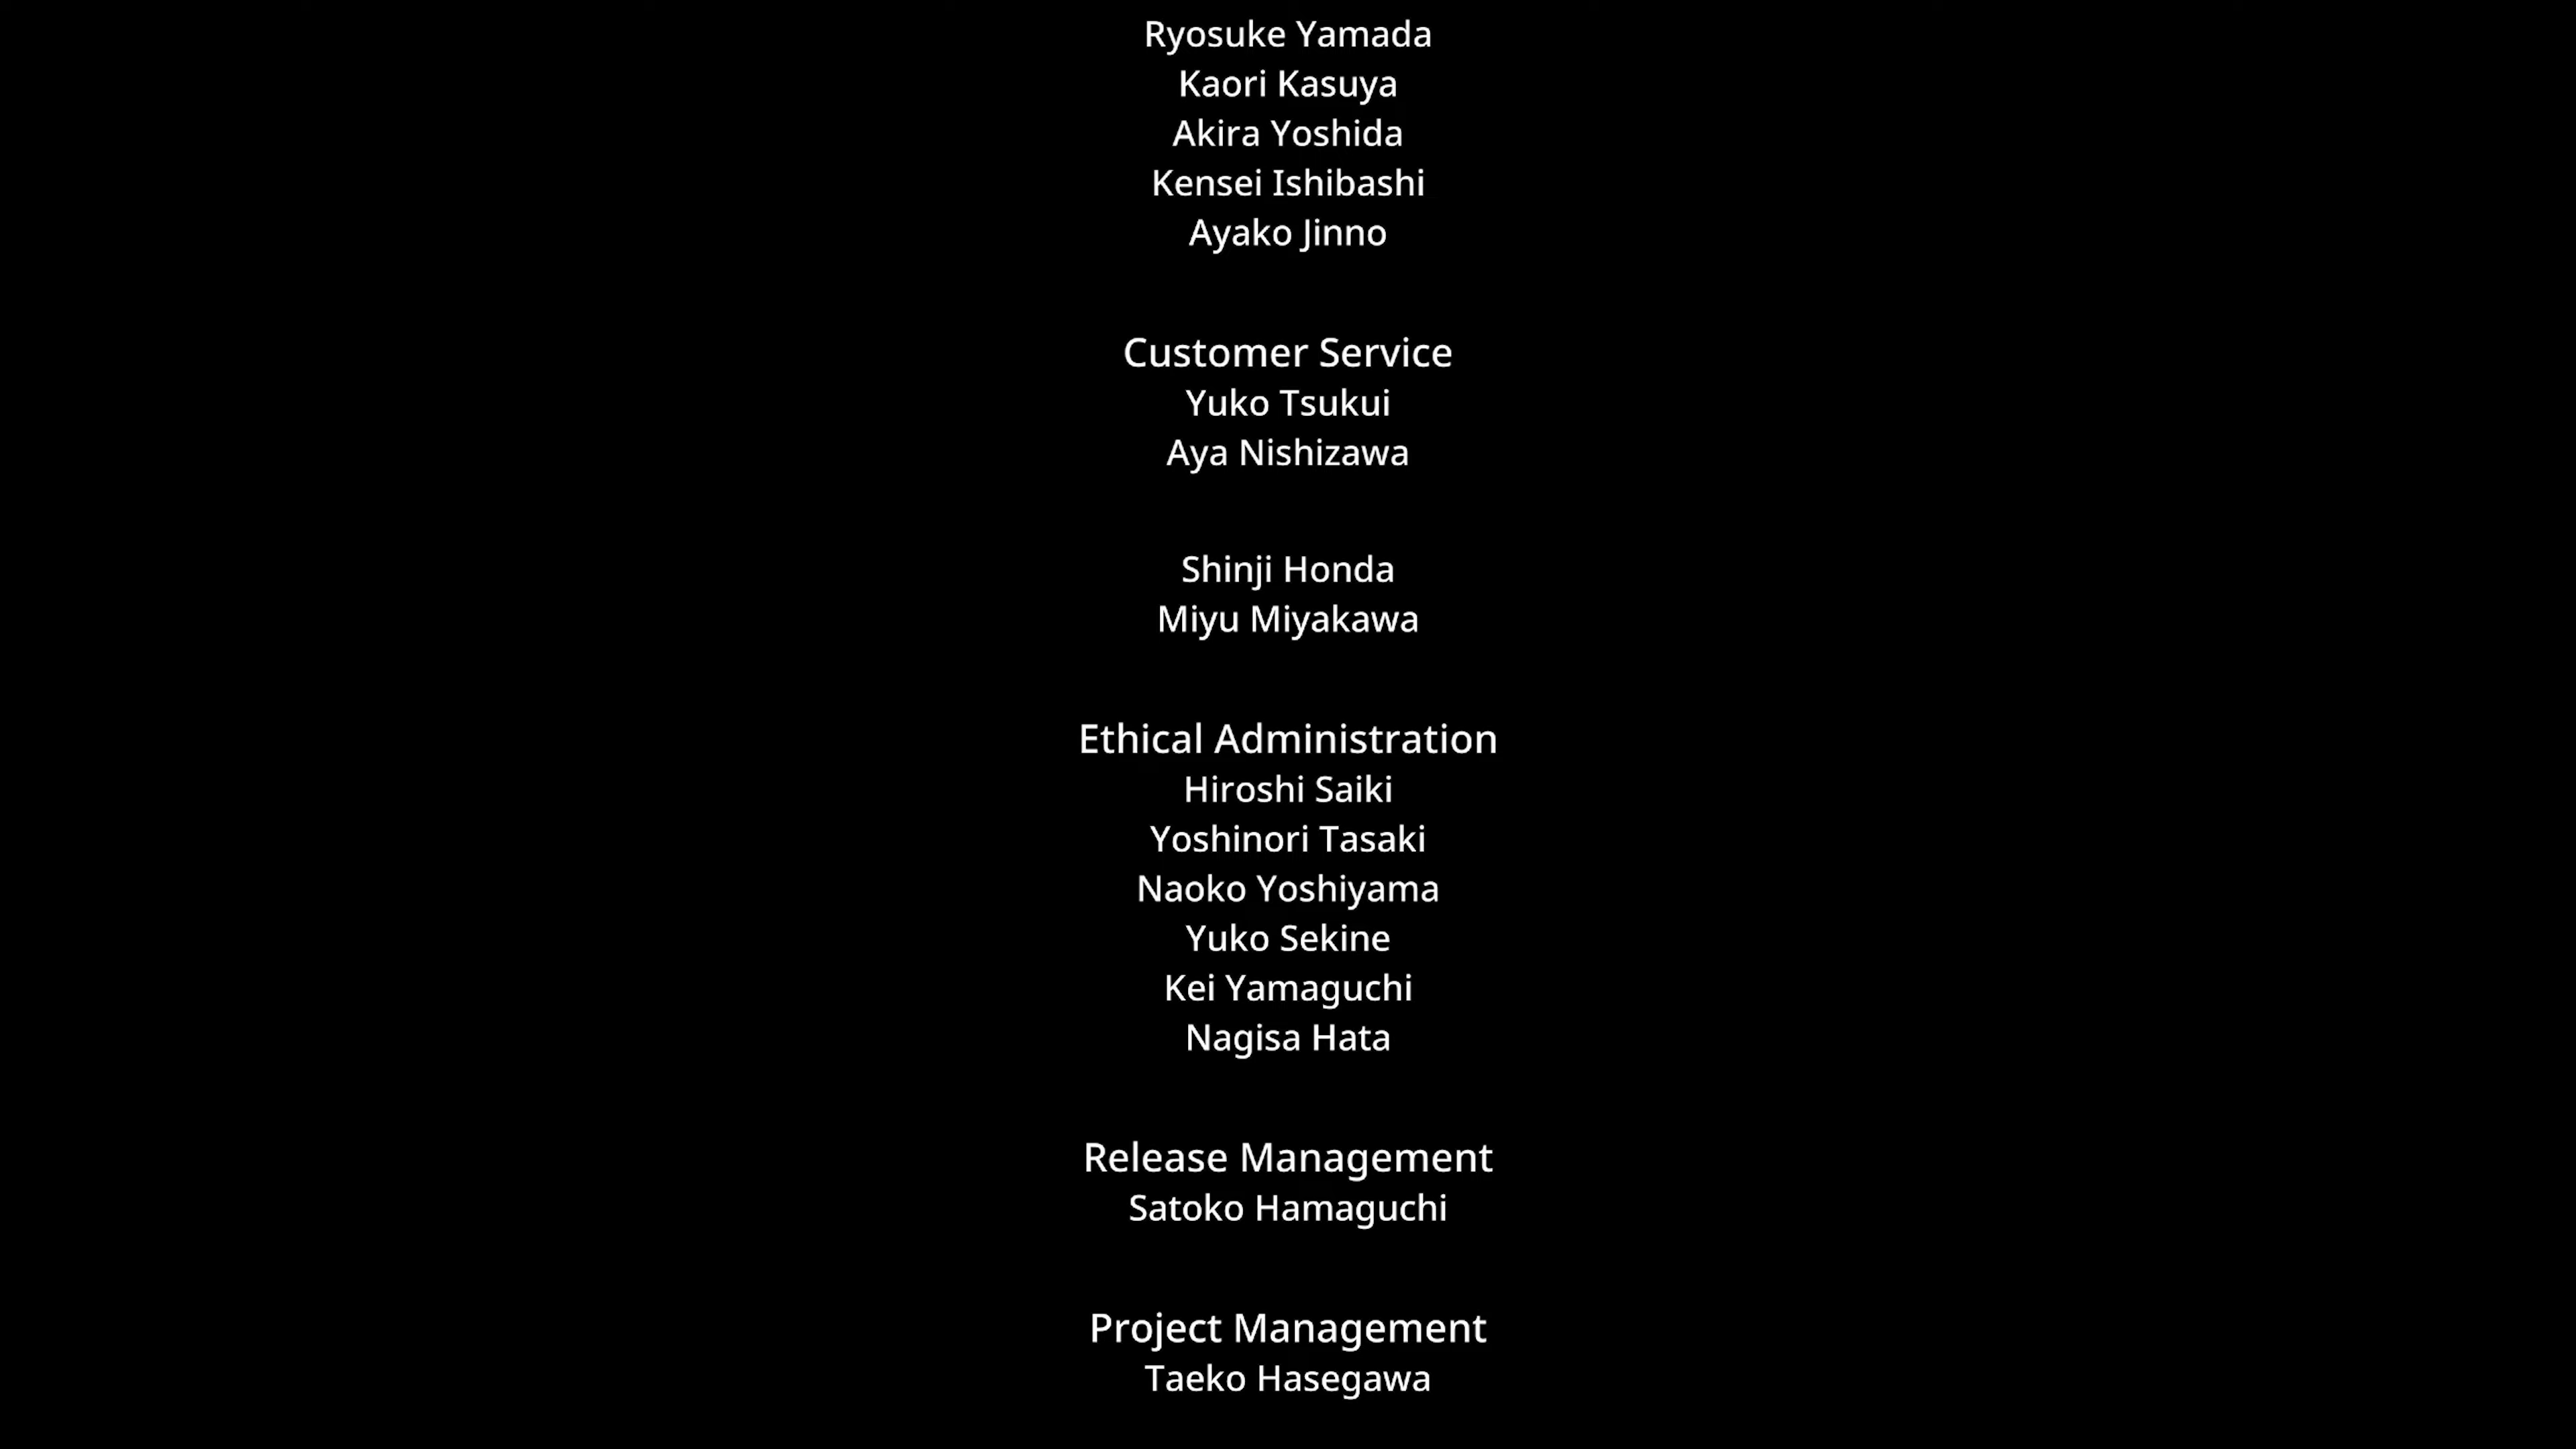 Ryosuke Yamada
Kaori Kasuya
Akira Yoshida
Kensei Ishibashi
Ayako Jinno
Customer Service
Yuko Tsukui
Aya Nishizawa
Shinji Honda
Miyu Miyakawa
Ethical Administration
Hiroshi Saiki
Yoshinori Tasaki
Naoko Yoshiyama
Yuko Sekine
Kei Yamaguchi
Nagisa Hata
Release Management
Satoko Hamaguchi
Project Management
Taeko Hasegawa